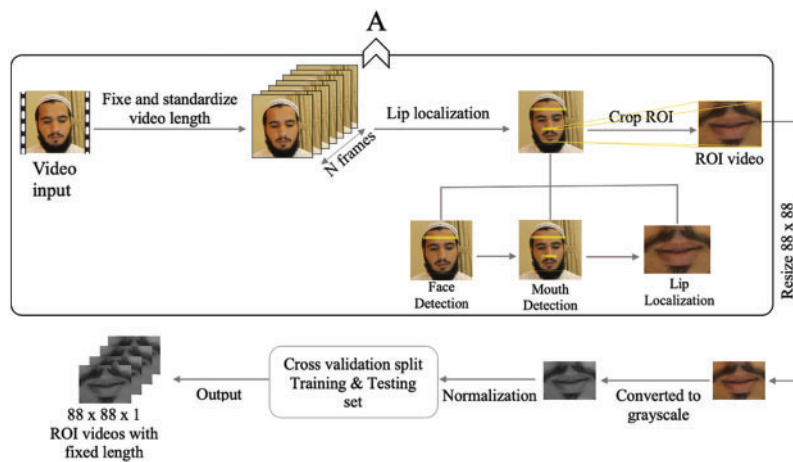 A
Fixe and standardize
video length
Lip localization
Crop ROI
Video
input
N frames
ROI video
Resize 88 x 88
Face
Detection
Mouth
Detection
Lip
Localization
88 x 88 x 1
ROI videos with
fixed length
Output
Cross validation split
Training & Testing
set
Normalization
Converted to
grayscale